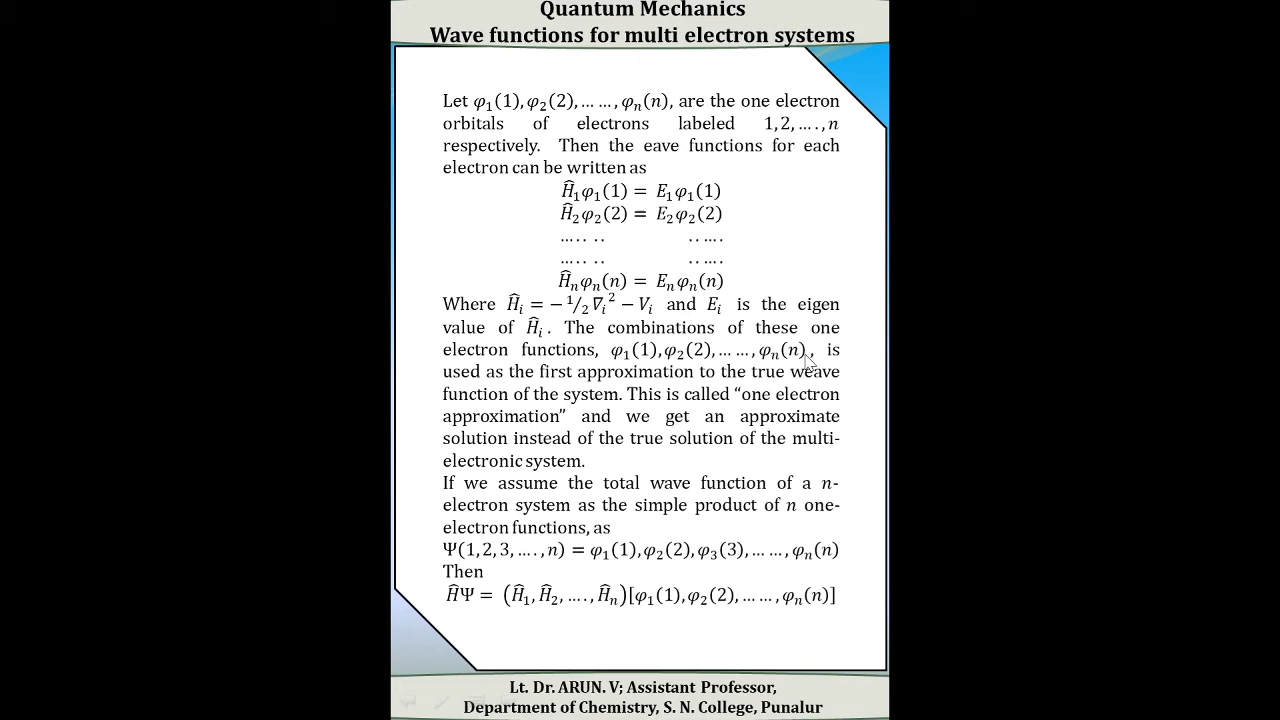 Quantum Mechanics
Wave functions for multi electron systems
Let φ₁(1), φ₂(2), … …, φₙ(n), are the one electron
orbitals of electrons labeled 1,2, … . , n
respectively. Then the eave functions for each
electron can be written as
Ĥ₁φ₁(1) = E₁φ₁(1)
Ĥ₂φ₂(2) = E₂φ₂(2)
….. .. .. ….
….. .. .. ….
Ĥₙφₙ(n) = Eₙφₙ(n)
Where Ĥᵢ = − 1/2 ∇ᵢ² − Vᵢ and Eᵢ is the eigen
value of Ĥᵢ . The combinations of these one
electron functions, φ₁(1), φ₂(2), … …, φₙ(n), is
used as the first approximation to the true weave
function of the system. This is called “one electron
approximation” and we get an approximate
solution instead of the true solution of the multi-
electronic system.
If we assume the total wave function of a n-
electron system as the simple product of n one-
electron functions, as
Ψ(1, 2, 3, … . , n) = φ₁(1), φ₂(2), φ₃(3), … …, φₙ(n)
Then
ĤΨ = (Ĥ₁, Ĥ₂, … . , Ĥₙ)[φ₁(1), φ₂(2), … …, φₙ(n)]
Lt. Dr. ARUN. V; Assistant Professor,
Department of Chemistry, S. N. College, Punalur